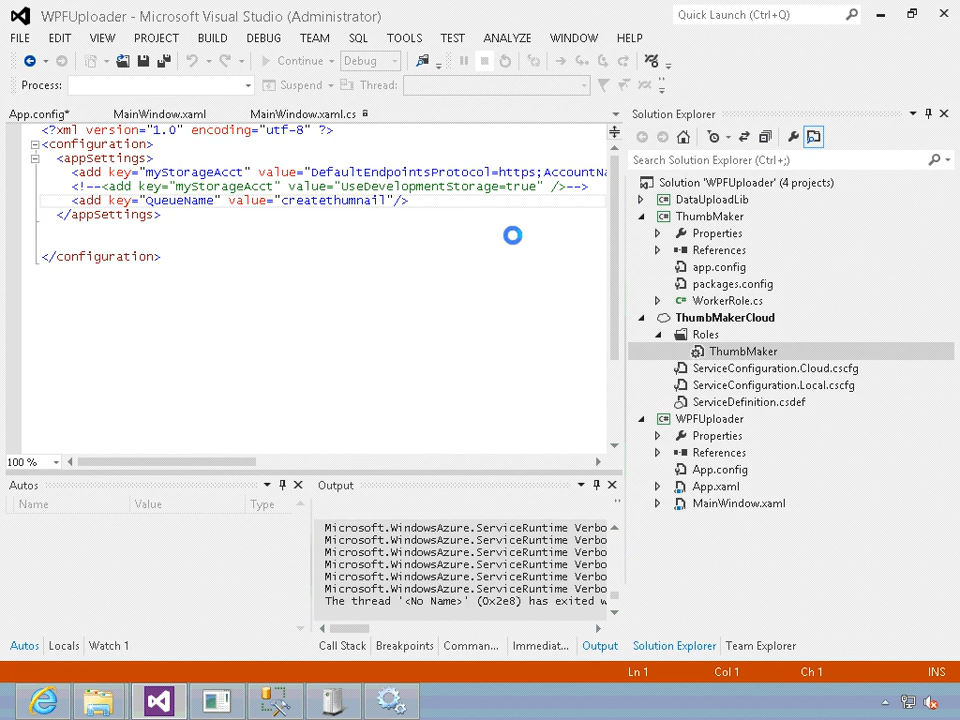 WPFUploader - Microsoft Visual Studio (Administrator)
Quick Launch (Ctrl+Q)
FILE EDIT VIEW PROJECT BUILD DEBUG TEAM SQL TOOLS TEST ANALYZE WINDOW HELP
Continue Debug
Process: Suspend Thread:
App.config* MainWindow.xaml MainWindow.xaml.cs
<?xml version="1.0" encoding="utf-8" ?>
<configuration>
<appSettings>
<add key="myStorageAcct" value="DefaultEndpointsProtocol=https;AccountNa
<!--<add key="myStorageAcct" value="UseDevelopmentStorage=true" />-->
<add key="QueueName" value="createthumnail"/>
</appSettings>
</configuration>
100 %
Solution Explorer
Search Solution Explorer (Ctrl+;)
Solution 'WPFUploader' (4 projects)
DataUploadLib
ThumbMaker
Properties
References
app.config
packages.config
WorkerRole.cs
ThumbMakerCloud
Roles
ThumbMaker
ServiceConfiguration.Cloud.cscfg
ServiceConfiguration.Local.cscfg
ServiceDefinition.csdef
WPFUploader
Properties
References
App.config
App.xaml
MainWindow.xaml
Autos
Name Value Type
Output
Microsoft.WindowsAzure.ServiceRuntime Verbo
Microsoft.WindowsAzure.ServiceRuntime Verbo
Microsoft.WindowsAzure.ServiceRuntime Verbo
Microsoft.WindowsAzure.ServiceRuntime Verbo
Microsoft.WindowsAzure.ServiceRuntime Verbo
Microsoft.WindowsAzure.ServiceRuntime Verbo
The thread '<No Name>' (0x2e8) has exited w
Autos Locals Watch 1
Call Stack Breakpoints Comman... Immediat... Output
Solution Explorer Team Explorer
Ln 1 Col 1 Ch 1 INS